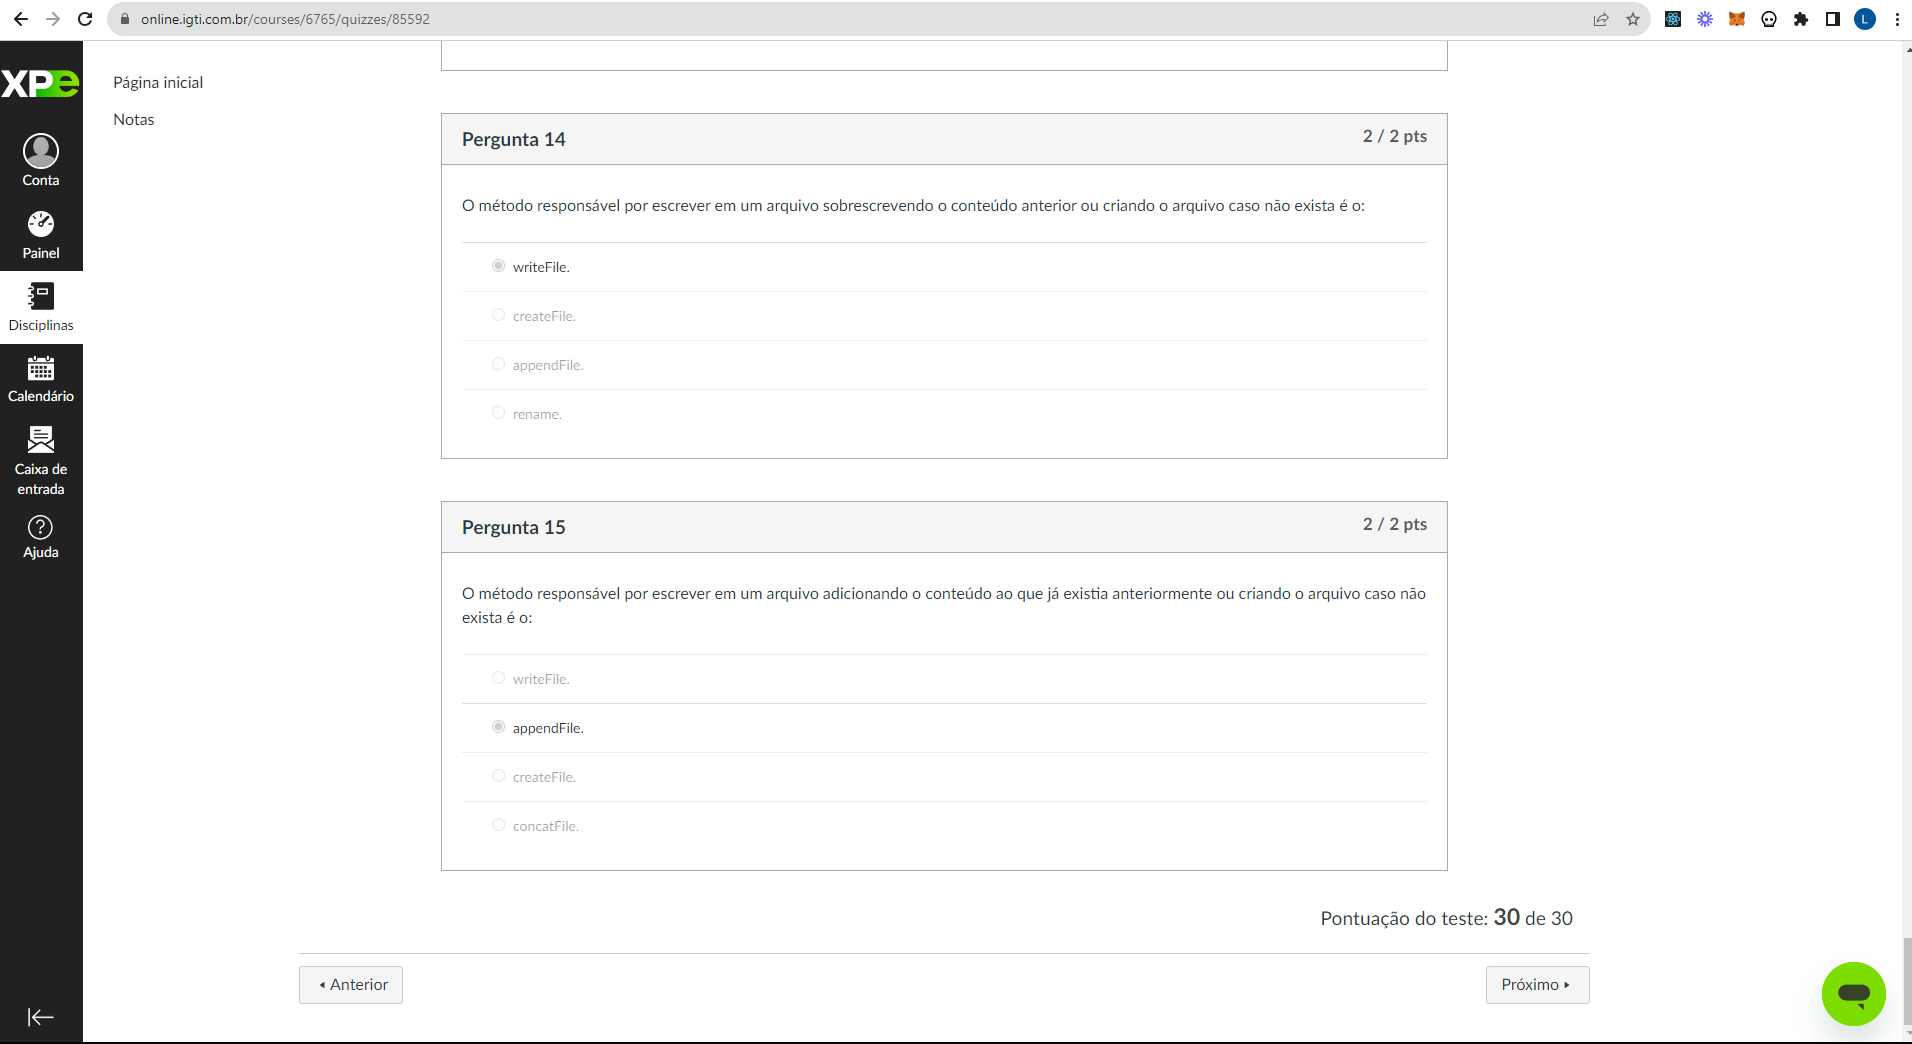 online.igti.com.br/courses/6765/quizzes/85592
L
XPe
Conta
Painel
Disciplinas
Calendário
Caixa de
entrada
Ajuda
Página inicial
Notas
Pergunta 14
2 / 2 pts
O método responsável por escrever em um arquivo sobrescrevendo o conteúdo anterior ou criando o arquivo caso não exista é o:
writeFile.
createFile.
appendFile.
rename.
Pergunta 15
2 / 2 pts
O método responsável por escrever em um arquivo adicionando o conteúdo ao que já existia anteriormente ou criando o arquivo caso não
exista é o:
writeFile.
appendFile.
createFile.
concatFile.
Pontuação do teste: 30 de 30
Anterior
Próximo